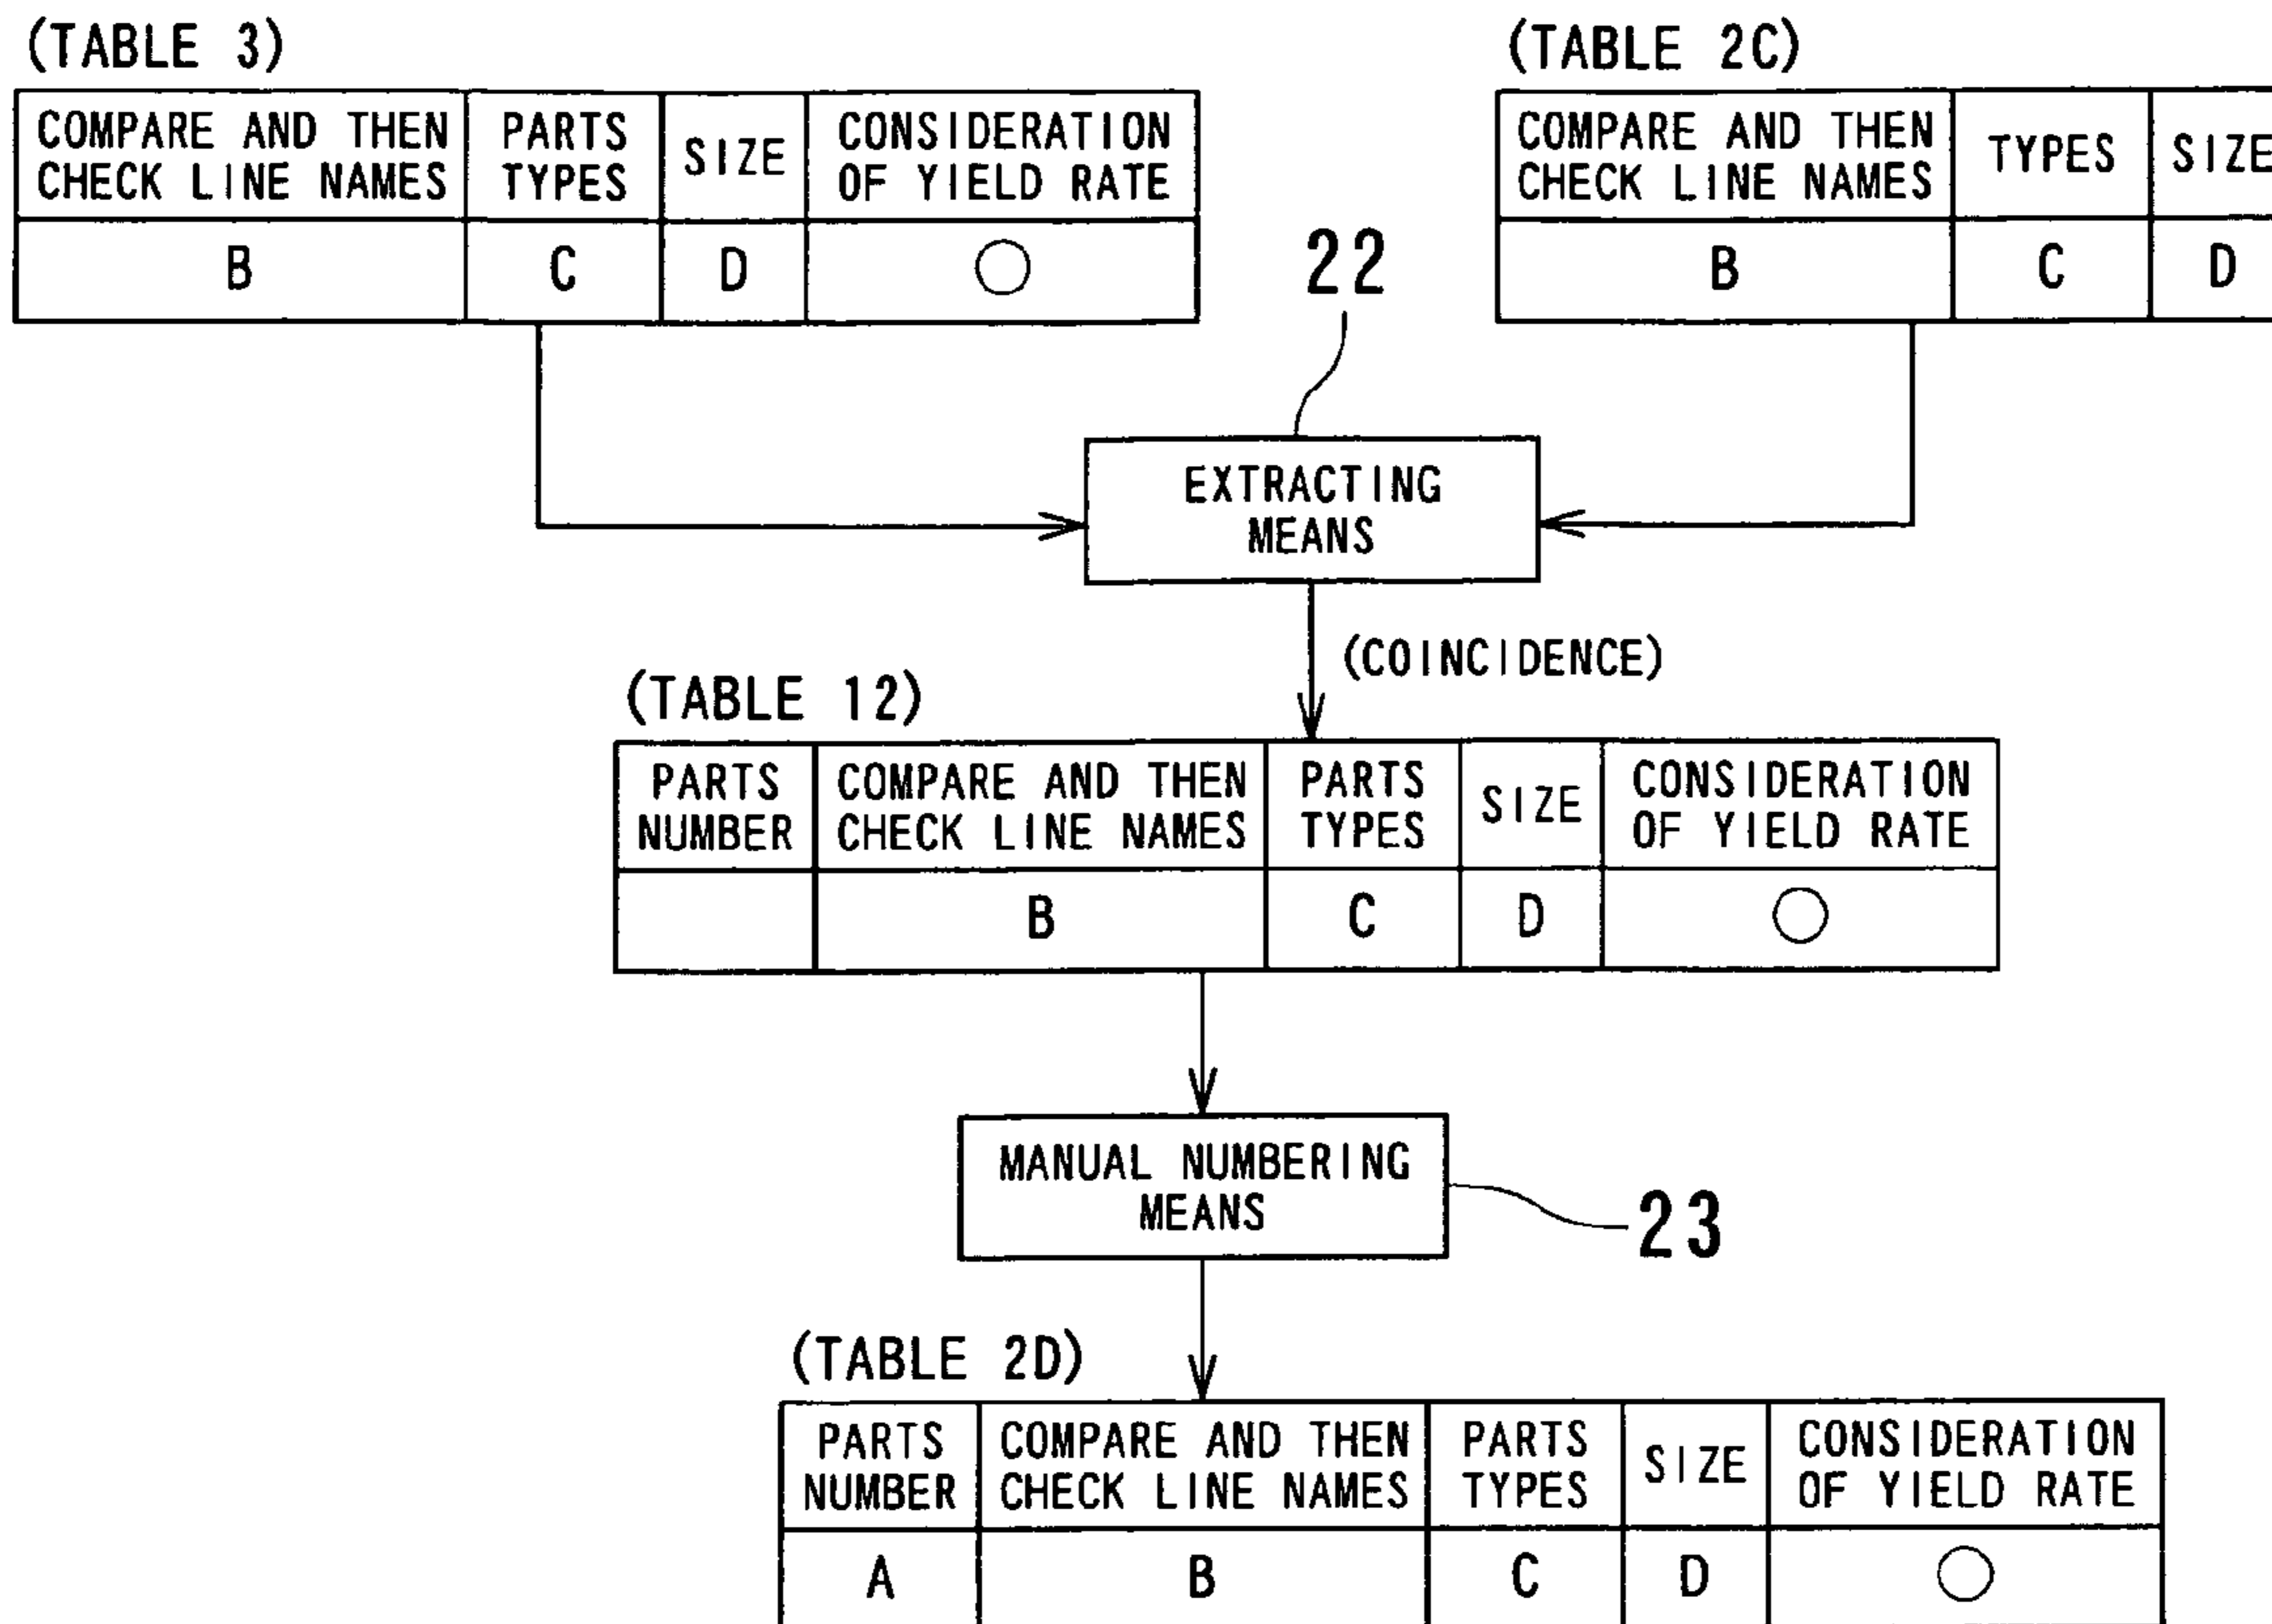 (TABLE 3)
COMPARE AND THEN CHECK LINE NAMES
PARTS TYPES
SIZE
CONSIDERATION OF YIELD RATE
B C D ○
(TABLE 2C)
COMPARE AND THEN CHECK LINE NAMES
TYPES
SIZE
B C D
22
EXTRACTING
MEANS
(COINCIDENCE)
(TABLE 12)
PARTS NUMBER
COMPARE AND THEN CHECK LINE NAMES
PARTS TYPES
SIZE
CONSIDERATION OF YIELD RATE
B C D ○
MANUAL NUMBERING
MEANS
23
(TABLE 2D)
PARTS NUMBER
COMPARE AND THEN CHECK LINE NAMES
PARTS TYPES
SIZE
CONSIDERATION OF YIELD RATE
A B C D ○